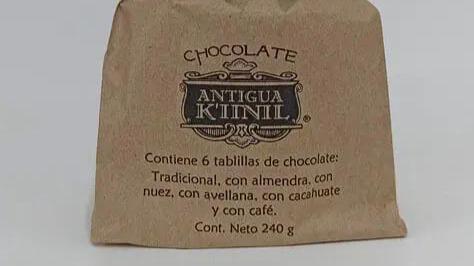 CHOCOLATE
ANTIGUA
K'IINIL
®
Contiene 6 tablillas de chocolate:
Tradicional, con almendra, con
nuez, con avellana, con cacahuate
y con café.
Cont. Neto 240 g